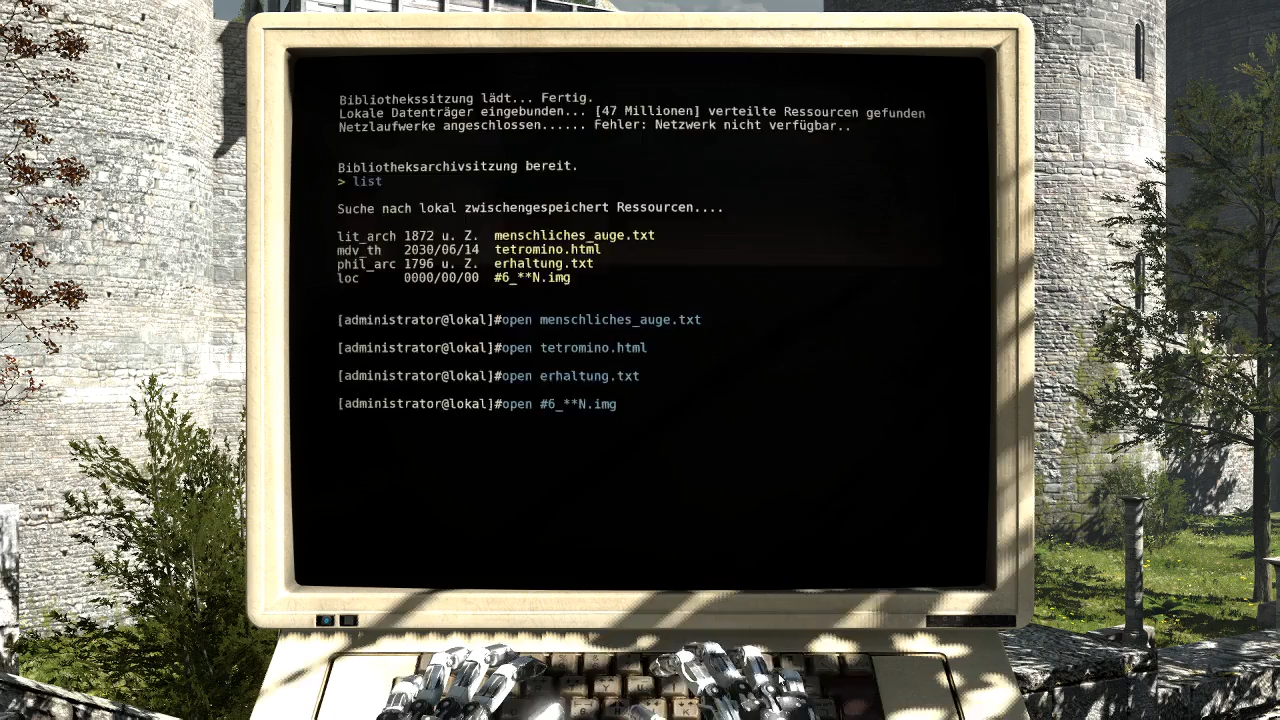 Bibliothekssitzung lädt... Fertig.
Lokale Datenträger eingebunden... [47 Millionen] verteilte Ressourcen gefunden
Netzlaufwerke angeschlossen...... Fehler: Netzwerk nicht verfügbar..
Bibliotheksarchivsitzung bereit.
> list
Suche nach lokal zwischengespeichert Ressourcen....
lit_arch 1872 u. Z. menschliches_auge.txt
mdv_th 2030/06/14 tetromino.html
phil_arc 1796 u. Z. erhaltung.txt
loc 0000/00/00 #6_**N.img
[administrator@lokal]#open menschliches_auge.txt
[administrator@lokal]#open tetromino.html
[administrator@lokal]#open erhaltung.txt
[administrator@lokal]#open #6_**N.img